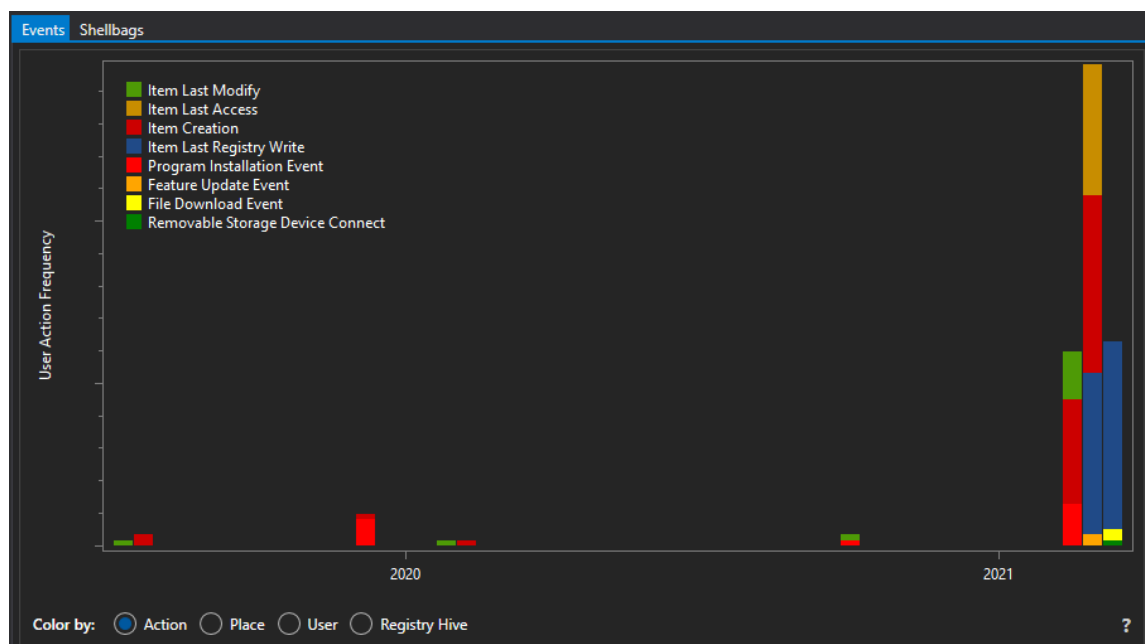 Events Shellbags
Item Last Modify
Item Last Access
Item Creation
Item Last Registry Write
Program Installation Event
Feature Update Event
File Download Event
Removable Storage Device Connect
User Action Frequency
2020 2021
Color by: Action Place User Registry Hive ?